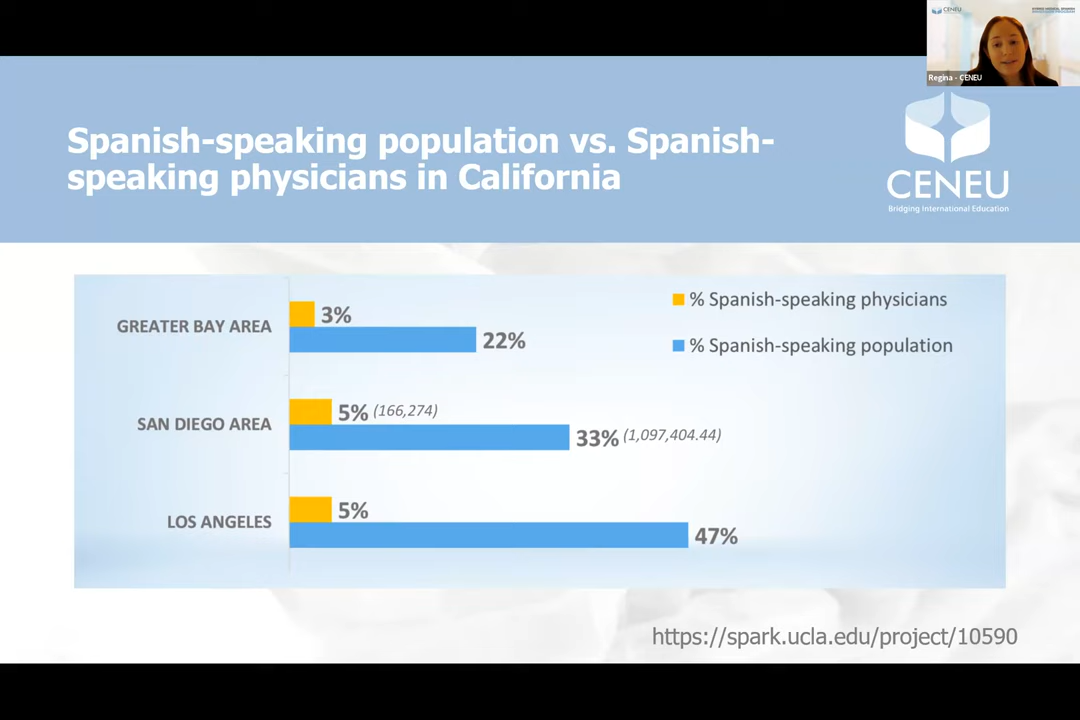 CENEU
Regina - CENEU
Spanish-speaking population vs. Spanish-
speaking physicians in California
CENEU
Bridging International Education
% Spanish-speaking physicians
% Spanish-speaking population
GREATER BAY AREA
3%
22%
SAN DIEGO AREA
5% (166,274)
33% (1,097,404.44)
LOS ANGELES
5%
47%
https://spark.ucla.edu/project/10590